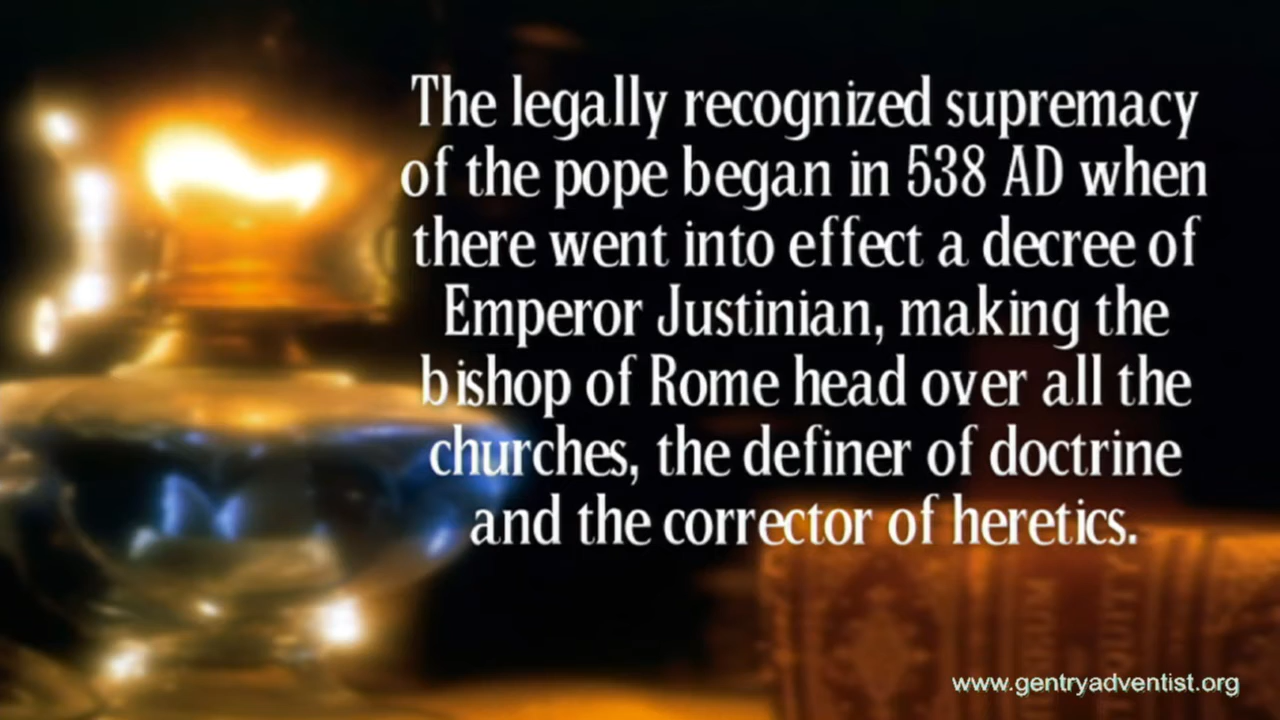 The legally recognized supremacy
of the pope began in 538 AD when
there went into effect a decree of
Emperor Justinian, making the
bishop of Rome head over all the
churches, the definer of doctrine
and the corrector of heretics.
www.gentryadventist.org